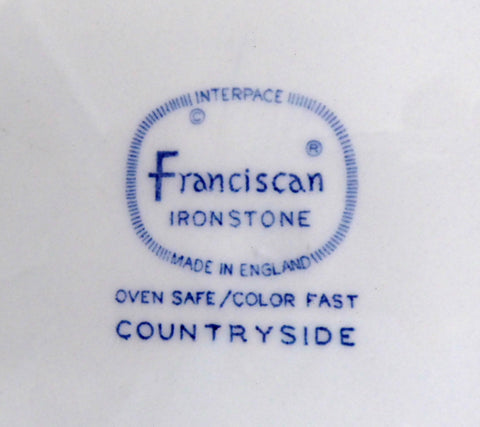 INTERPACE
©
®
Franciscan
IRONSTONE
MADE IN ENGLAND
OVEN SAFE/COLOR FAST
COUNTRYSIDE